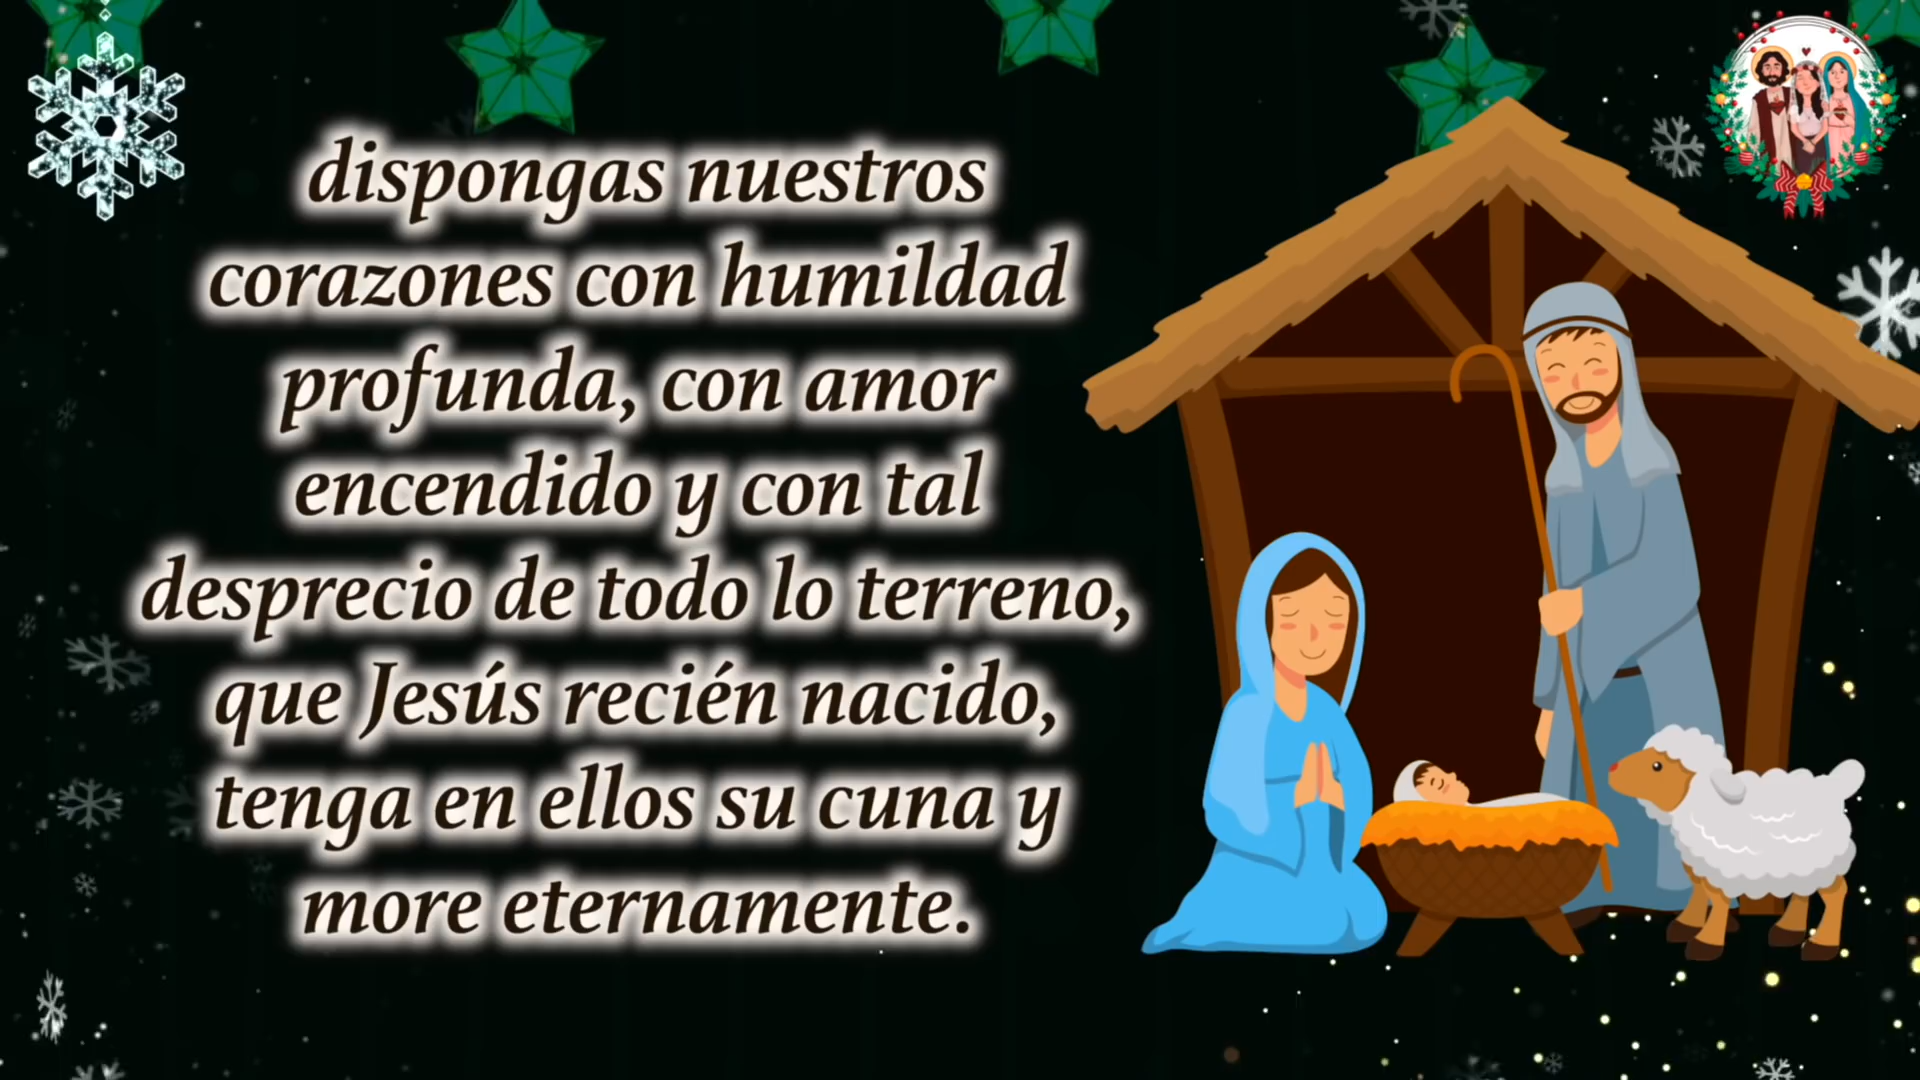 dispongas nuestros
corazones con humildad
profunda, con amor
encendido y con tal
desprecio de todo lo terreno,
que Jesús recién nacido,
tenga en ellos su cuna y
more eternamente.